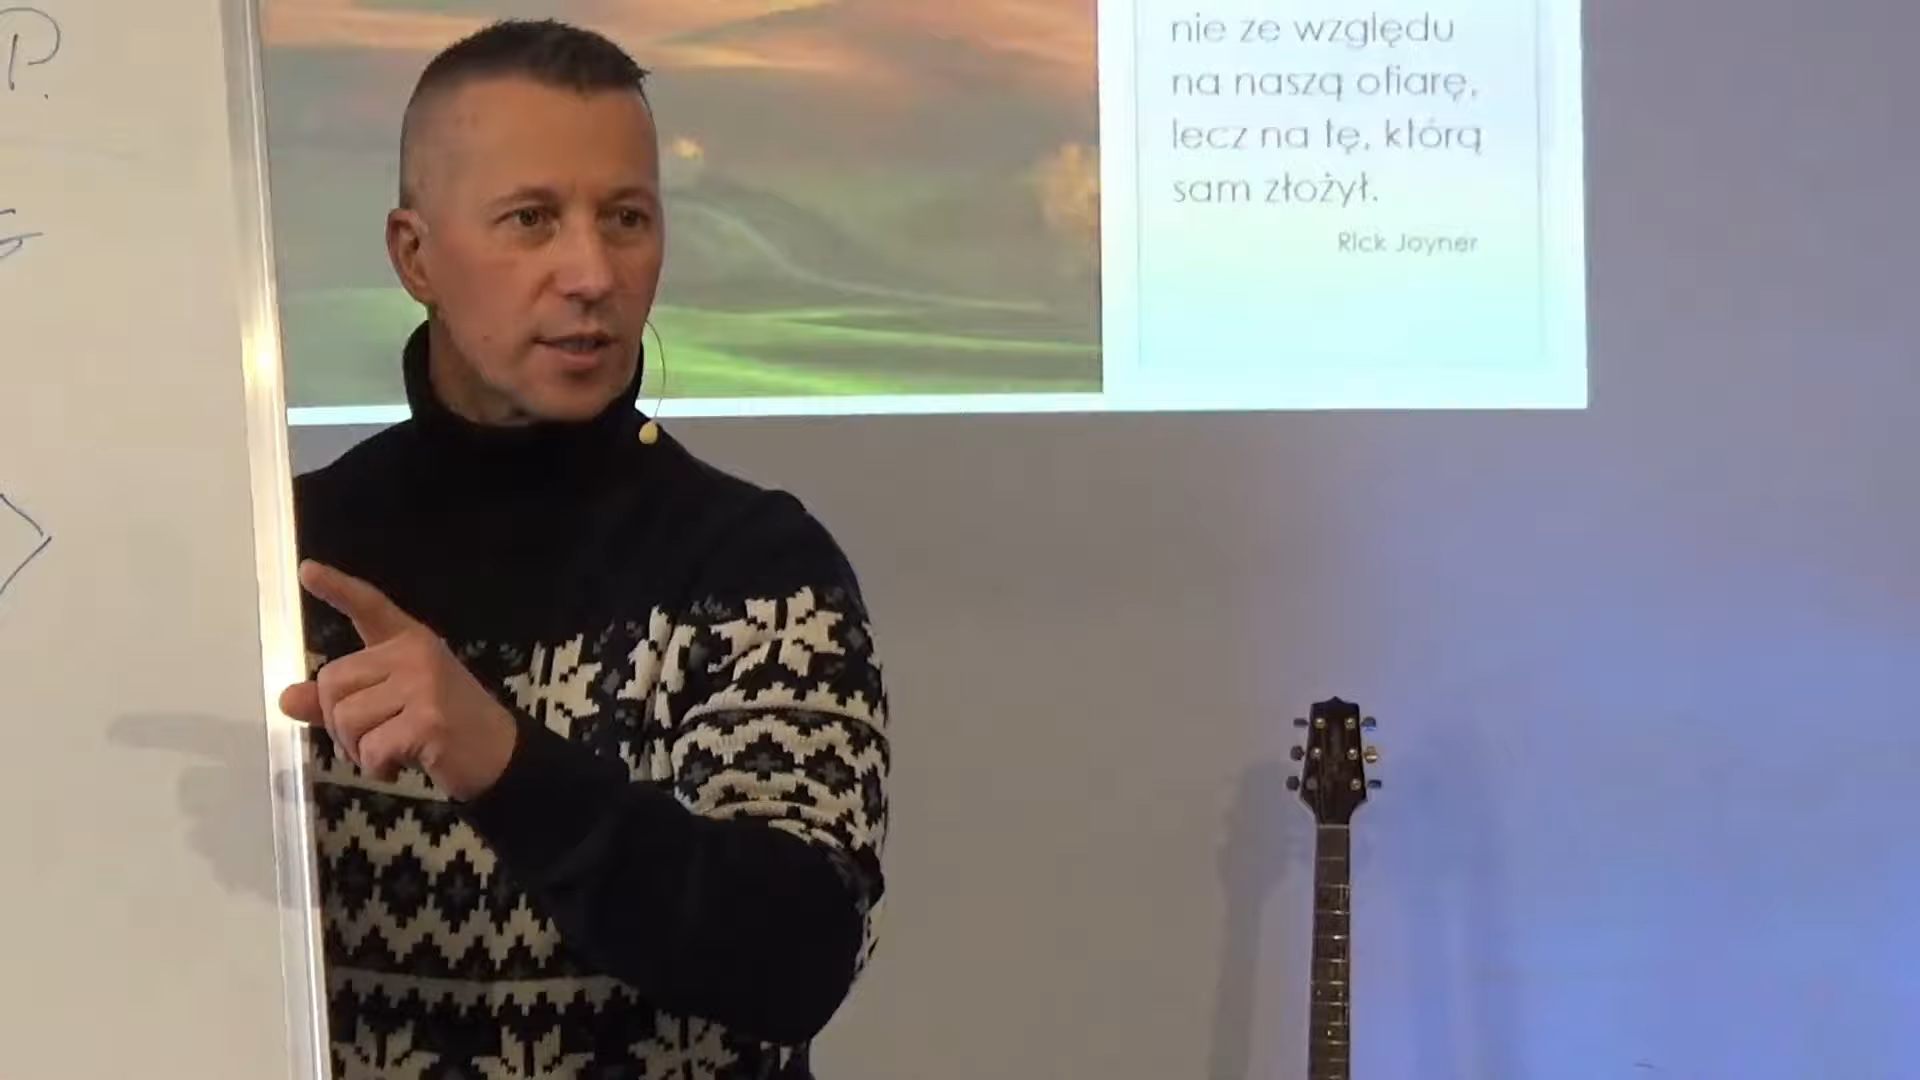 P.
nie ze względu
na naszą ofiarę,
lecz na tę, którą
sam złożył.
Rick Joyner